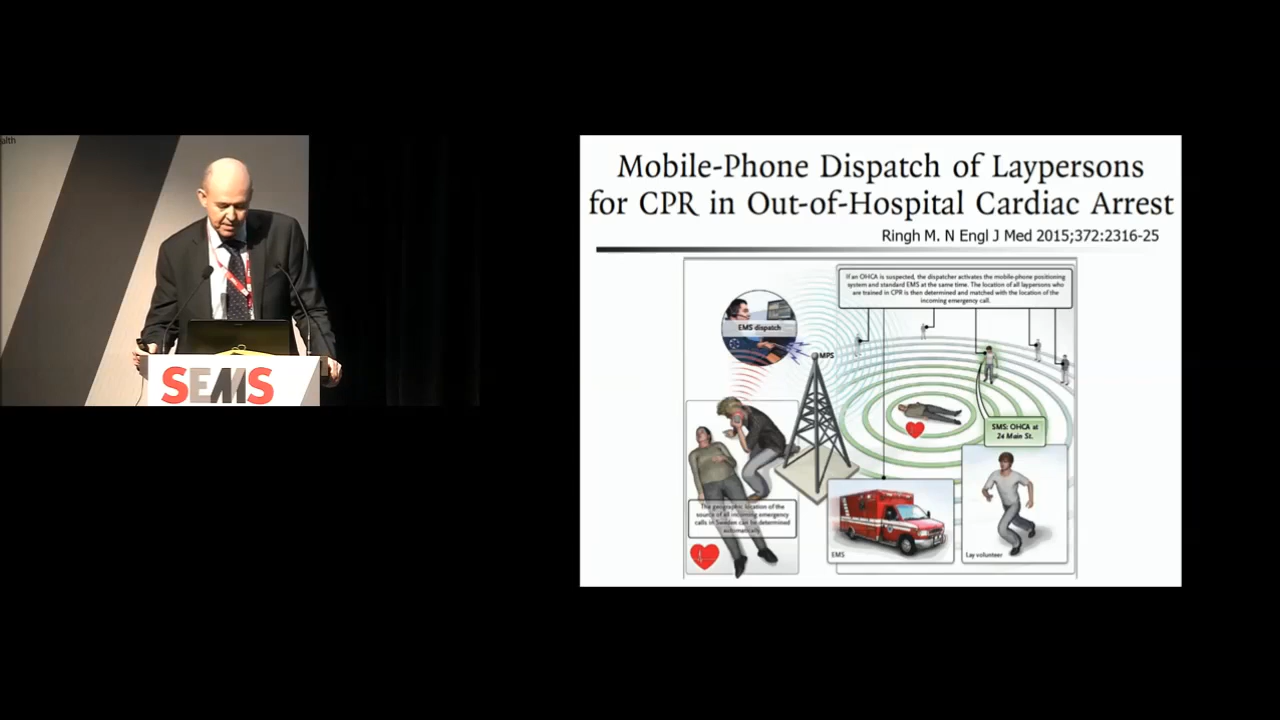 alth
SEMS
Mobile-Phone Dispatch of Laypersons
for CPR in Out-of-Hospital Cardiac Arrest
Ringh M. N Engl J Med 2015;372:2316-25
If an OHCA is suspected, the dispatcher activates the mobile-phone positioning
system and standard EMS at the same time. The location of all laypersons who
are trained in CPR is then determined and matched with the location of the
incoming emergency call.
EMS dispatch
MPS
SMS: OHCA at
24 Main St.
The geographic location of the
source of all incoming emergency
calls in Sweden can be determined
automatically.
EMS
Lay volunteer